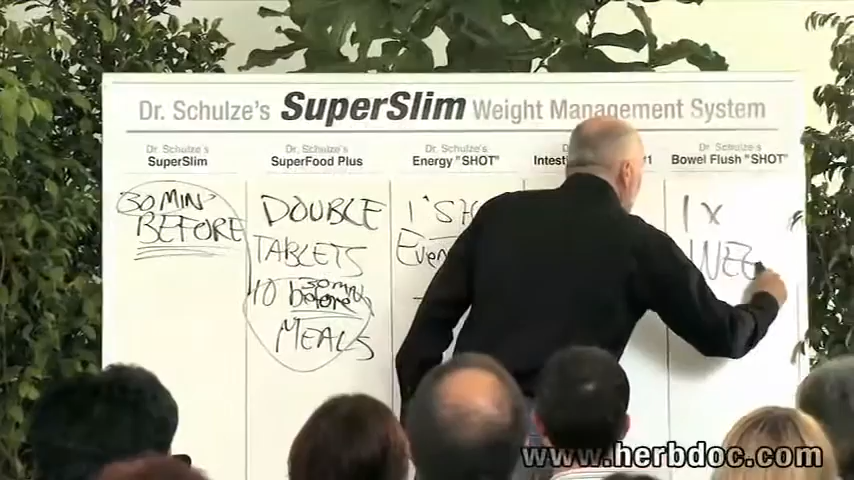 Dr. Schulze's SuperSlim Weight Management System
Dr. Schulze's
SuperSlim
Dr. Schulze's
SuperFood Plus
Dr. Schulze's
Energy "SHOT"
Dr. Schulze's
Bowel Flush "SHOT"
30 MIN
BEFORE
DOUBLE
TABLETS
10
30 min
before
MEALS
1
1x
www.herbdoc.com